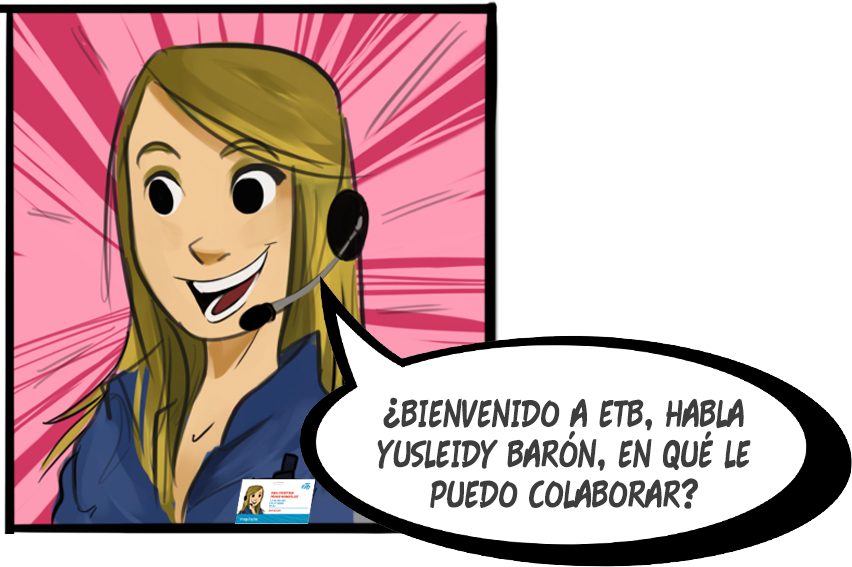 ¿BIENVENIDO A ETB, HABLA
YUSLEIDY BARÓN, EN QUÉ LE
PUEDO COLABORAR?